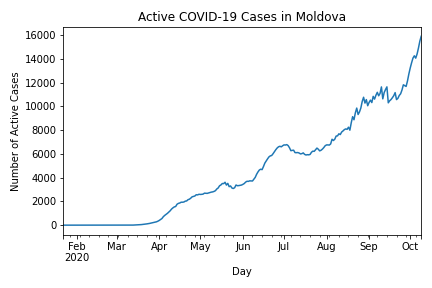 Active COVID-19 Cases in Moldova
16000
14000
12000
10000
8000
6000
4000
2000
0
Number of Active Cases
Feb Mar Apr May Jun Jul Aug Sep Oct
2020
Day